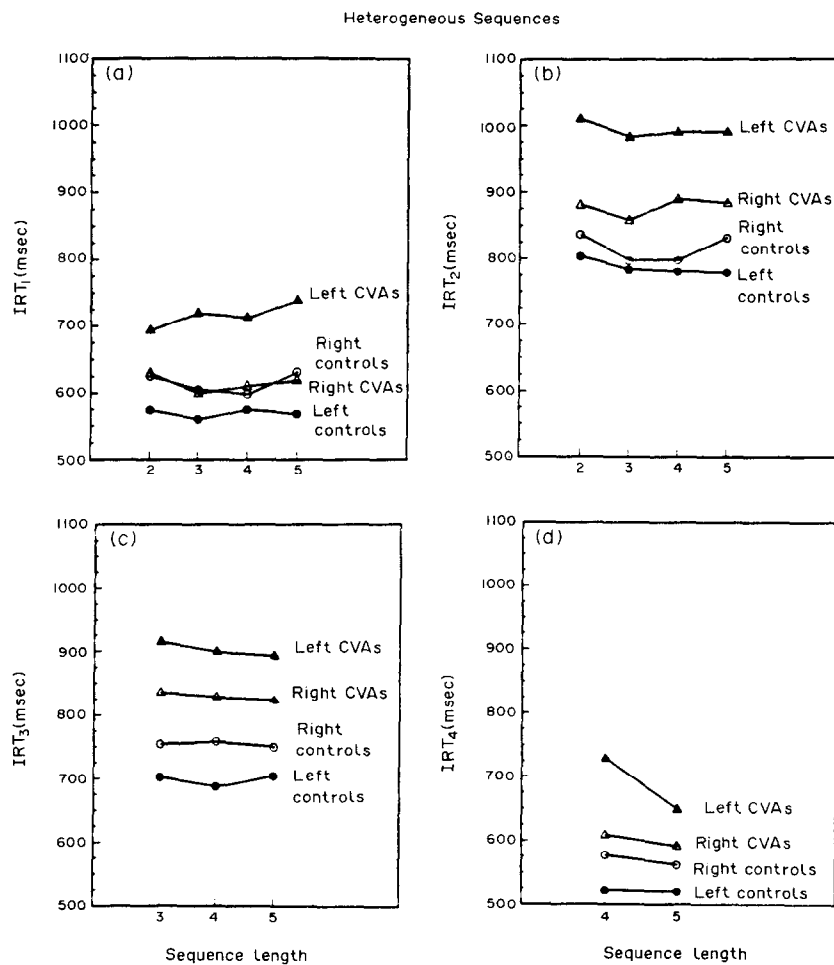 Heterogeneous Sequences
(a)
1100
1000
900
800
700
600
500
IRT1(msec)
Left CVAs
Right
controls
Right CVAs
Left
controls
2 3 4 5
(b)
1100
1000
900
800
700
600
500
IRT2(msec)
Left CVAs
Right CVAs
Right
controls
Left
controls
2 3 4 5
(c)
1100
1000
900
800
700
600
500
IRT3(msec)
Left CVAs
Right CVAs
Right
controls
Left
controls
3 4 5
Sequence length
(d)
1100
1000
900
800
700
600
500
IRT4(msec)
Left CVAs
Right CVAs
Right controls
Left controls
4 5
Sequence length